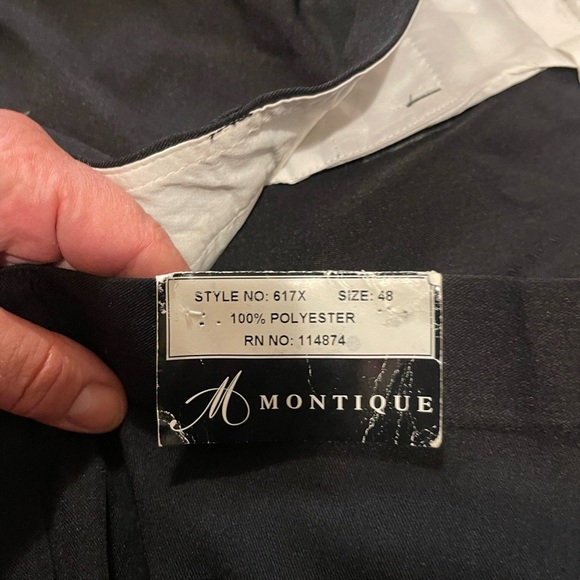 STYLE NO: 617X SIZE: 48
100% POLYESTER
RN NO: 114874
M MONTIQUE